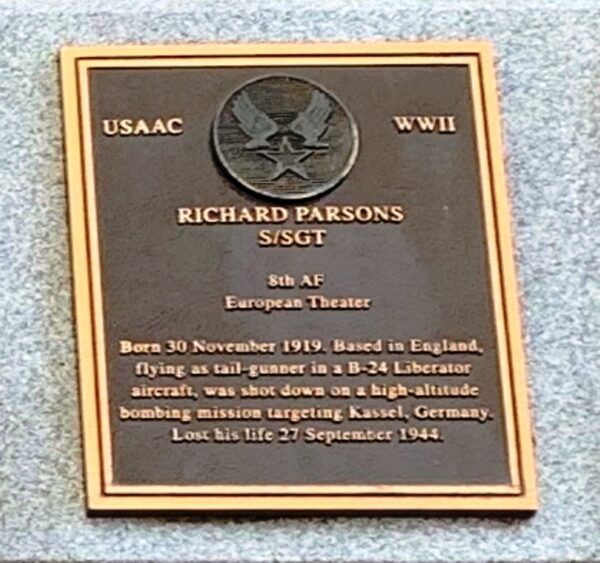 USAAC WWII
RICHARD PARSONS
S/SGT
8th AF
European Theater
Born 30 November 1919. Based in England,
flying as tail-gunner in a B-24 Liberator
aircraft, was shot down on a high-altitude
bombing mission targeting Kassel, Germany.
Lost his life 27 September 1944.